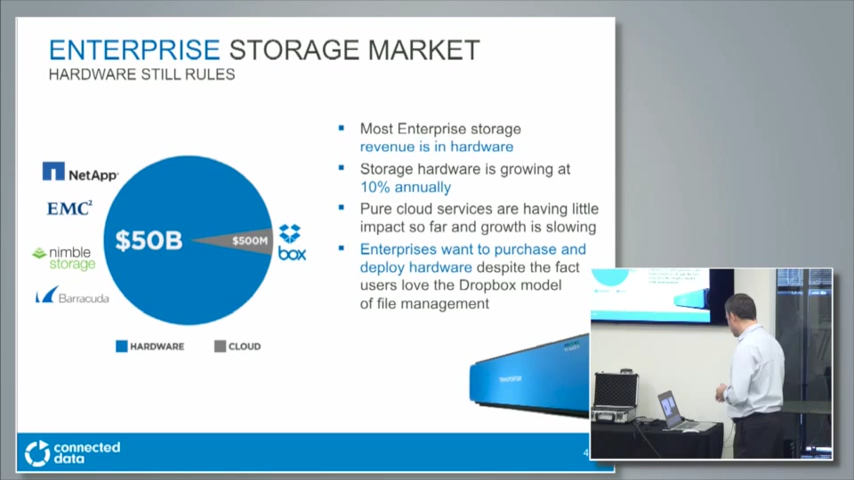 ENTERPRISE STORAGE MARKET
HARDWARE STILL RULES
NetApp
EMC²
nimble
storage
Barracuda
$50B
$500M
box
HARDWARE
CLOUD
Most Enterprise storage
revenue is in hardware
Storage hardware is growing at
10% annually
Pure cloud services are having little
impact so far and growth is slowing
Enterprises want to purchase and
deploy hardware despite the fact
users love the Dropbox model
of file management
connected
data
4